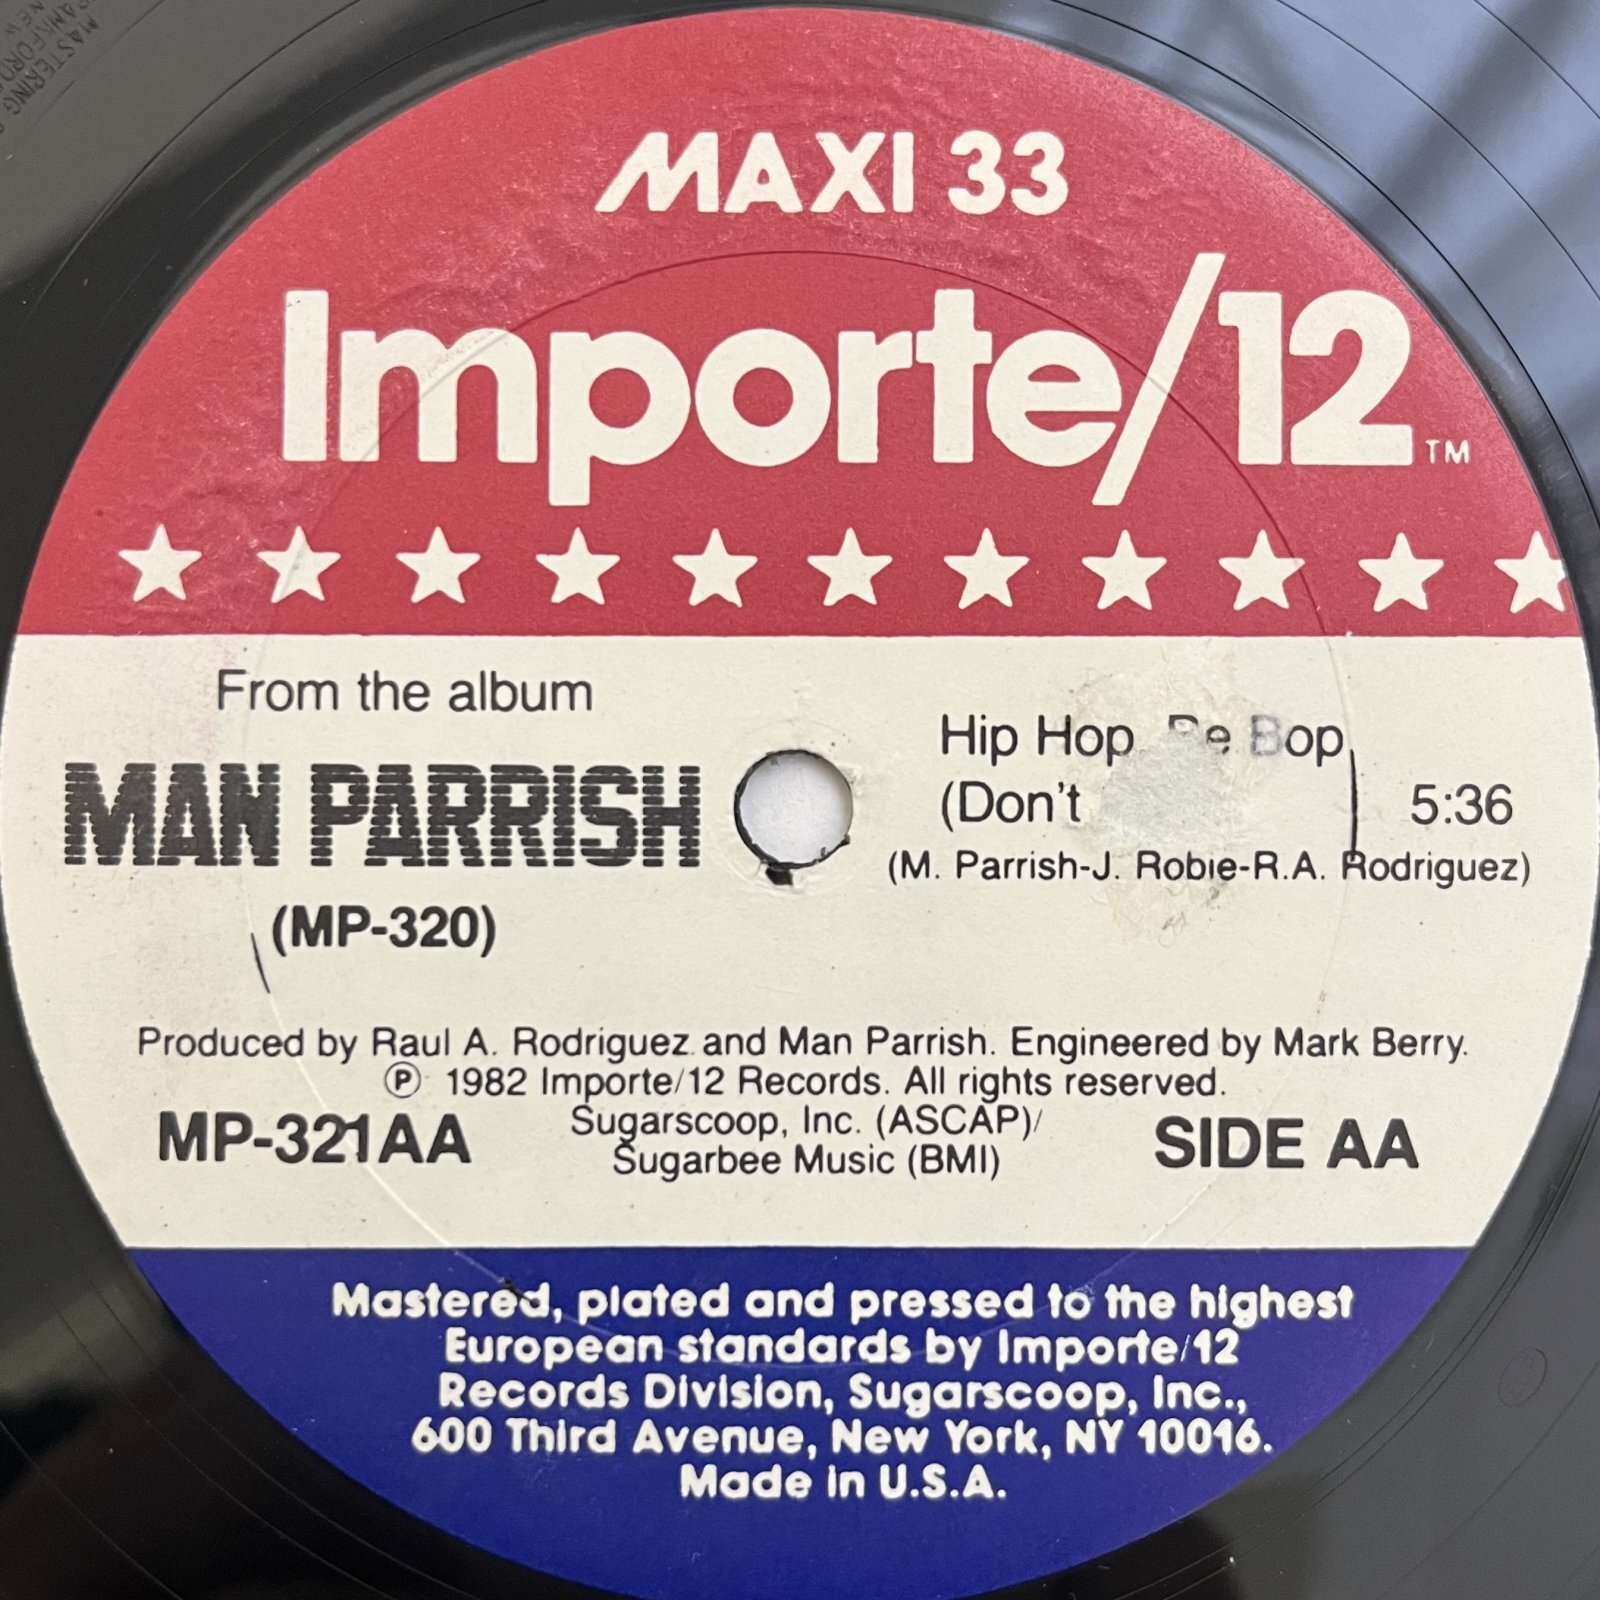 MASTERING
MAXI 33
Importe/12 TM
From the album
MAN PARRISH
(MP-320)
Hip Hop, Be Bop
(Don't
5:36
(M. Parrish-J. Robie-R.A. Rodriguez)
Produced by Raul A. Rodriguez and Man Parrish. Engineered by Mark Berry.
Ⓟ 1982 Importe/12 Records. All rights reserved.
Sugarscoop, Inc. (ASCAP)/
Sugarbee Music (BMI)
MP-321AA
SIDE AA
Mastered, plated and pressed to the highest
European standards by Importe/12
Records Division, Sugarscoop, Inc.,
600 Third Avenue, New York, NY 10016.
Made in U.S.A.